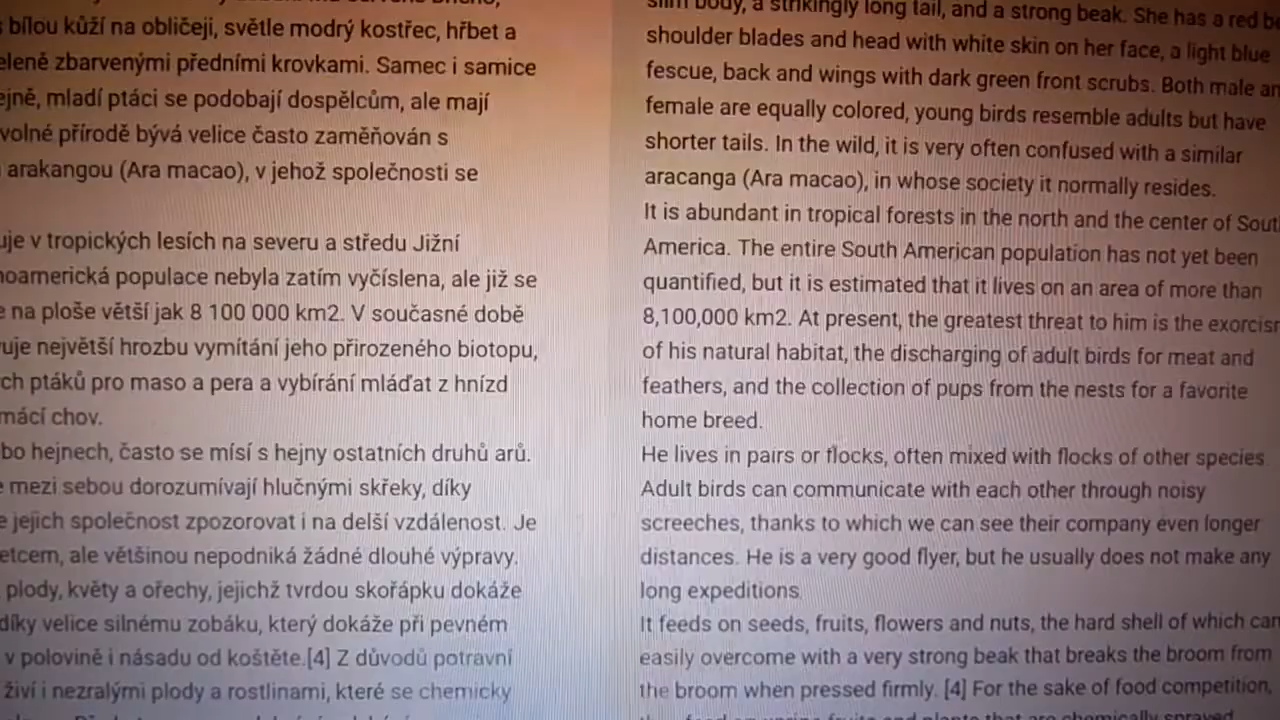 bílou kůží na obličeji, světle modrý kostřec, hřbet a
zbarvenými předními krovkami. Samec i samice
mladí ptáci se podobají dospělcům, ale mají
volné přírodě bývá velice často zaměňován s
arakangou (Ara macao), v jehož společnosti se
v tropických lesích na severu a středu Jižní
populace nebyla zatím vyčíslena, ale již se
na ploše větší jak 8 100 000 km2. V současné době
největší hrozbu vymítání jeho přirozeného biotopu,
ptáků pro maso a pera a vybírání mláďat z hnízd
chov.
hejnech, často se mísí s hejny ostatních druhů arů.
mezi sebou dorozumívají hlučnými skřeky, díky
jejich společnost zpozorovat i na delší vzdálenost. Je
ale většinou nepodniká žádné dlouhé výpravy.
plody, květy a ořechy, jejichž tvrdou skořápku dokáže
díky velice silnému zobáku, který dokáže při pevném
v polovině i násadu od koštěte.[4] Z důvodů potravní
živí i nezralými plody a rostlinami, které se chemicky
slim body, a strikingly long tail, and a strong beak. She has a red
shoulder blades and head with white skin on her face, a light blue
fescue, back and wings with dark green front scrubs. Both male
female are equally colored, young birds resemble adults but have
shorter tails. In the wild, it is very often confused with a similar
aracanga (Ara macao), in whose society it normally resides.
It is abundant in tropical forests in the north and the center of
America. The entire South American population has not yet been
quantified, but it is estimated that it lives on an area of more than
8,100,000 km2. At present, the greatest threat to him is the
of his natural habitat, the discharging of adult birds for meat and
feathers, and the collection of pups from the nests for a favorite
home breed.
He lives in pairs or flocks, often mixed with flocks of other species
Adult birds can communicate with each other through noisy
screeches, thanks to which we can see their company even longer
distances. He is a very good flyer, but he usually does not make any
long expeditions.
It feeds on seeds, fruits, flowers and nuts, the hard shell of which can
easily overcome with a very strong beak that breaks the broom from
the broom when pressed firmly. [4] For the sake of food competition,